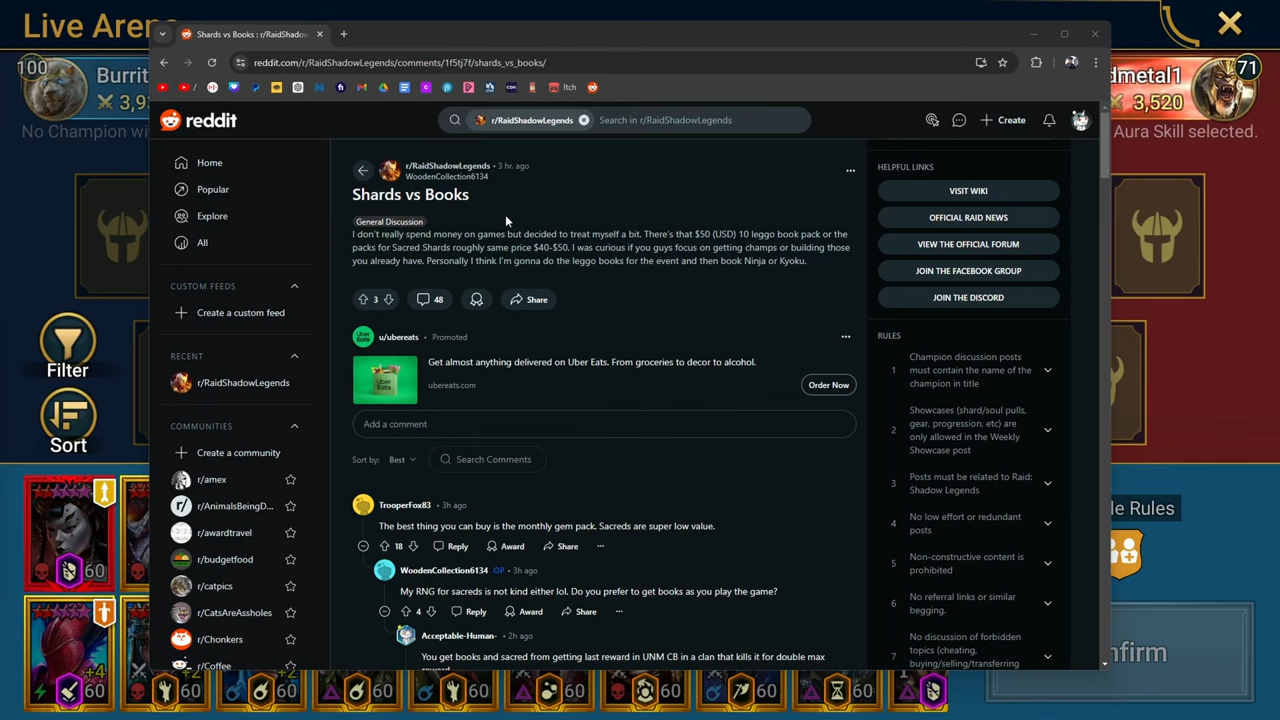 Live Aren
100
Burrit
3,9
No Champion with
dmetal1
71
3,520
Aura Skill selected.
Shards vs Books : r/RaidShadow
reddit.com/r/RaidShadowLegends/comments/1f5tj7f/shards_vs_books/
Itch
reddit
r/RaidShadowLegends
Search in r/RaidShadowLegends
Create
Home
Popular
Explore
All
CUSTOM FEEDS
Create a custom feed
RECENT
r/RaidShadowLegends
COMMUNITIES
Create a community
r/amex
r/AnimalsBeingD...
r/awardtravel
r/budgetfood
r/catpics
r/CatsAreAssholes
r/Chonkers
r/Coffee
r/RaidShadowLegends • 3 hr. ago
WoodenCollection6134
Shards vs Books
General Discussion
I don't really spend money on games but decided to treat myself a bit. There's that $50 (USD) 10 leggo book pack or the
packs for Sacred Shards roughly same price $40-$50. I was curious if you guys focus on getting champs or building those
you already have. Personally I think I'm gonna do the leggo books for the event and then book Ninja or Kyoku.
3
48
Share
u/ubereats • Promoted
Get almost anything delivered on Uber Eats. From groceries to decor to alcohol.
ubereats.com
Order Now
Uber
Eats
Add a comment
Sort by: Best
Search Comments
TrooperFox83 • 3h ago
The best thing you can buy is the monthly gem pack. Sacreds are super low value.
18 Reply Award Share
WoodenCollection6134 OP • 3h ago
My RNG for sacreds is not kind either lol. Do you prefer to get books as you play the game?
4 Reply Award Share
Acceptable-Human- • 2h ago
You get books and sacred from getting last reward in UNM CB in a clan that kills it for double max
reward
HELPFUL LINKS
VISIT WIKI
OFFICIAL RAID NEWS
VIEW THE OFFICIAL FORUM
JOIN THE FACEBOOK GROUP
JOIN THE DISCORD
RULES
1 Champion discussion posts
must contain the name of the
champion in title
2 Showcases (shard/soul pulls,
gear, progression, etc) are
only allowed in the Weekly
Showcase post
3 Posts must be related to Raid:
Shadow Legends
4 No low effort or redundant
posts
5 Non-constructive content is
prohibited
6 No referral links or similar
begging.
7 No discussion of forbidden
topics (cheating,
buying/selling/transferring
Filter
Sort
le Rules
nfirm
60
+4
60
60
60
60
60
60
60
60
60
60